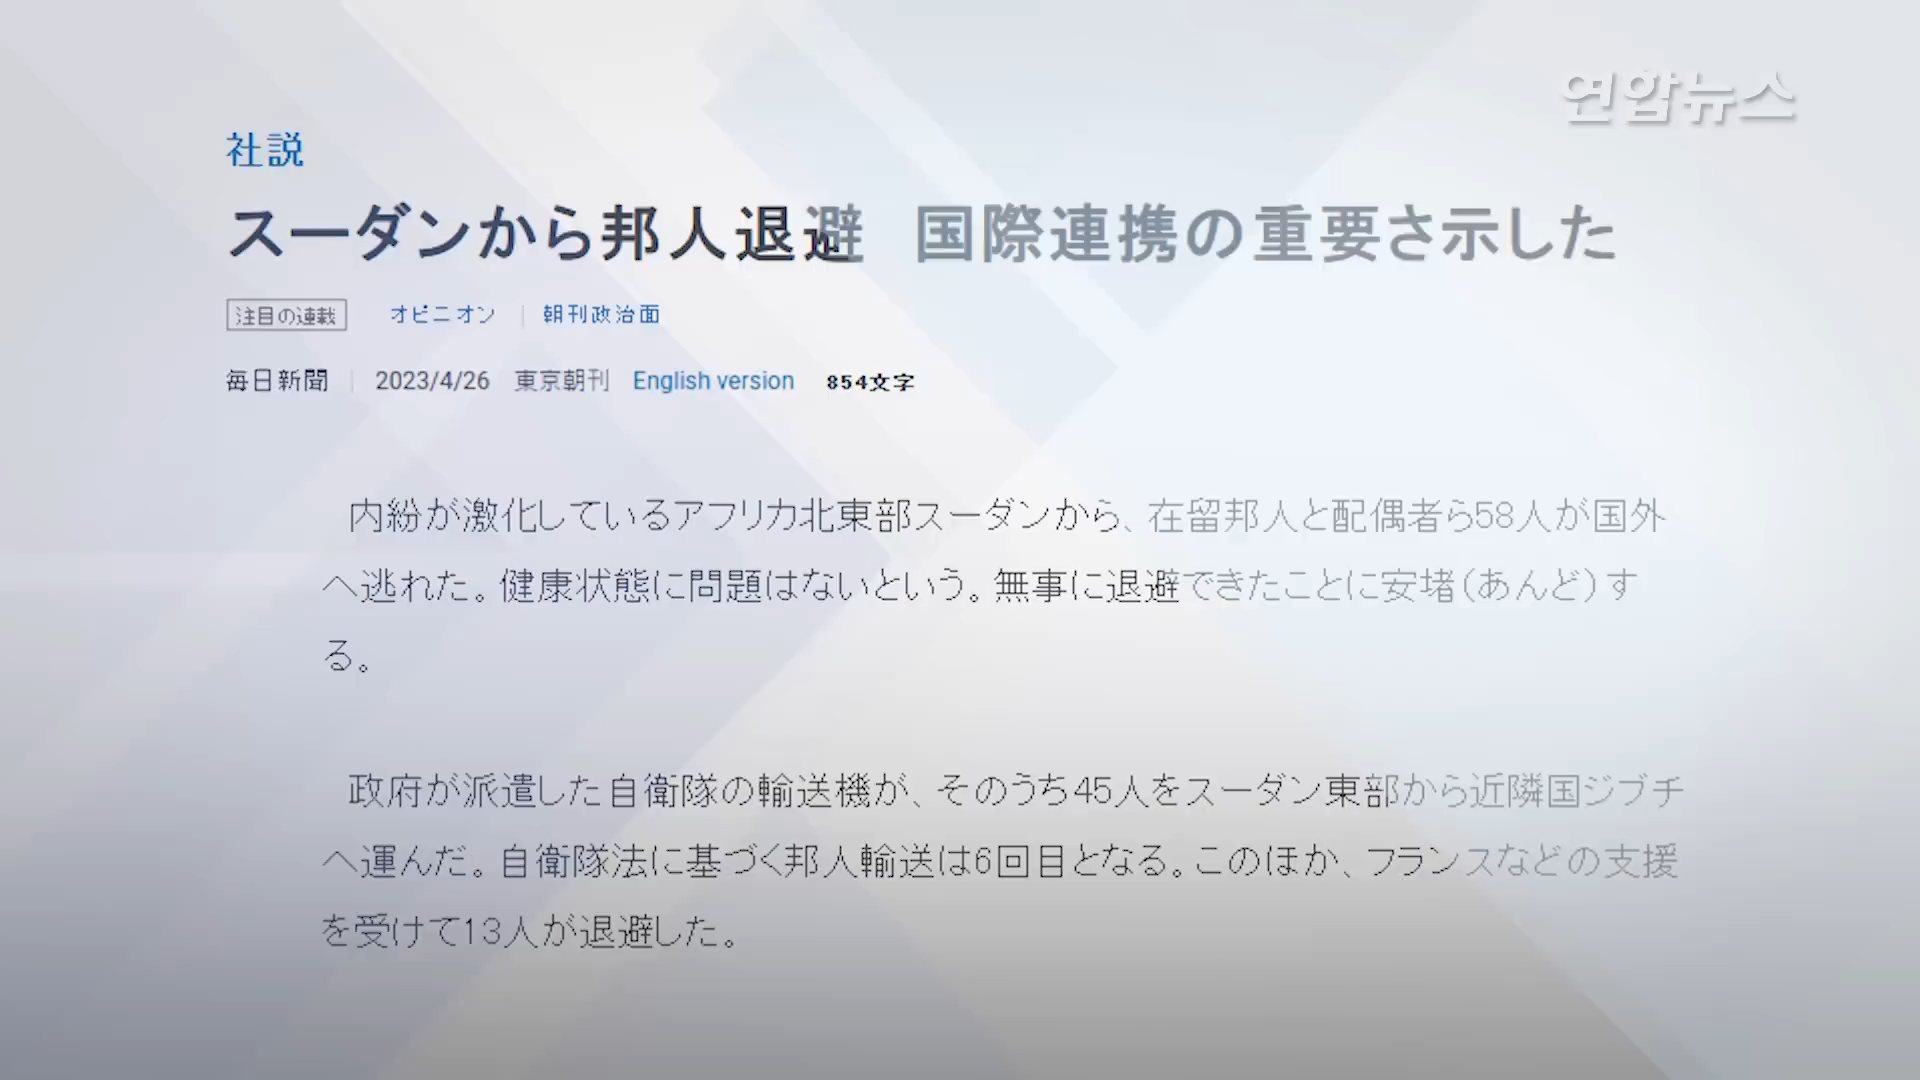 연합뉴스
社説
スーダンから邦人退避　国際連携の重要さ示した
注目の連載 オピニオン | 朝刊政治面
毎日新聞 | 2023/4/26 東京朝刊 English version 854文字
内紛が激化しているアフリカ北東部スーダンから、在留邦人と配偶者ら58人が国外
へ逃れた。健康状態に問題はないという。無事に退避できたことに安堵（あんど）す
る。
政府が派遣した自衛隊の輸送機が、そのうち45人をスーダン東部から近隣国ジブチ
へ運んだ。自衛隊法に基づく邦人輸送は6回目となる。このほか、フランスなどの支援
を受けて13人が退避した。